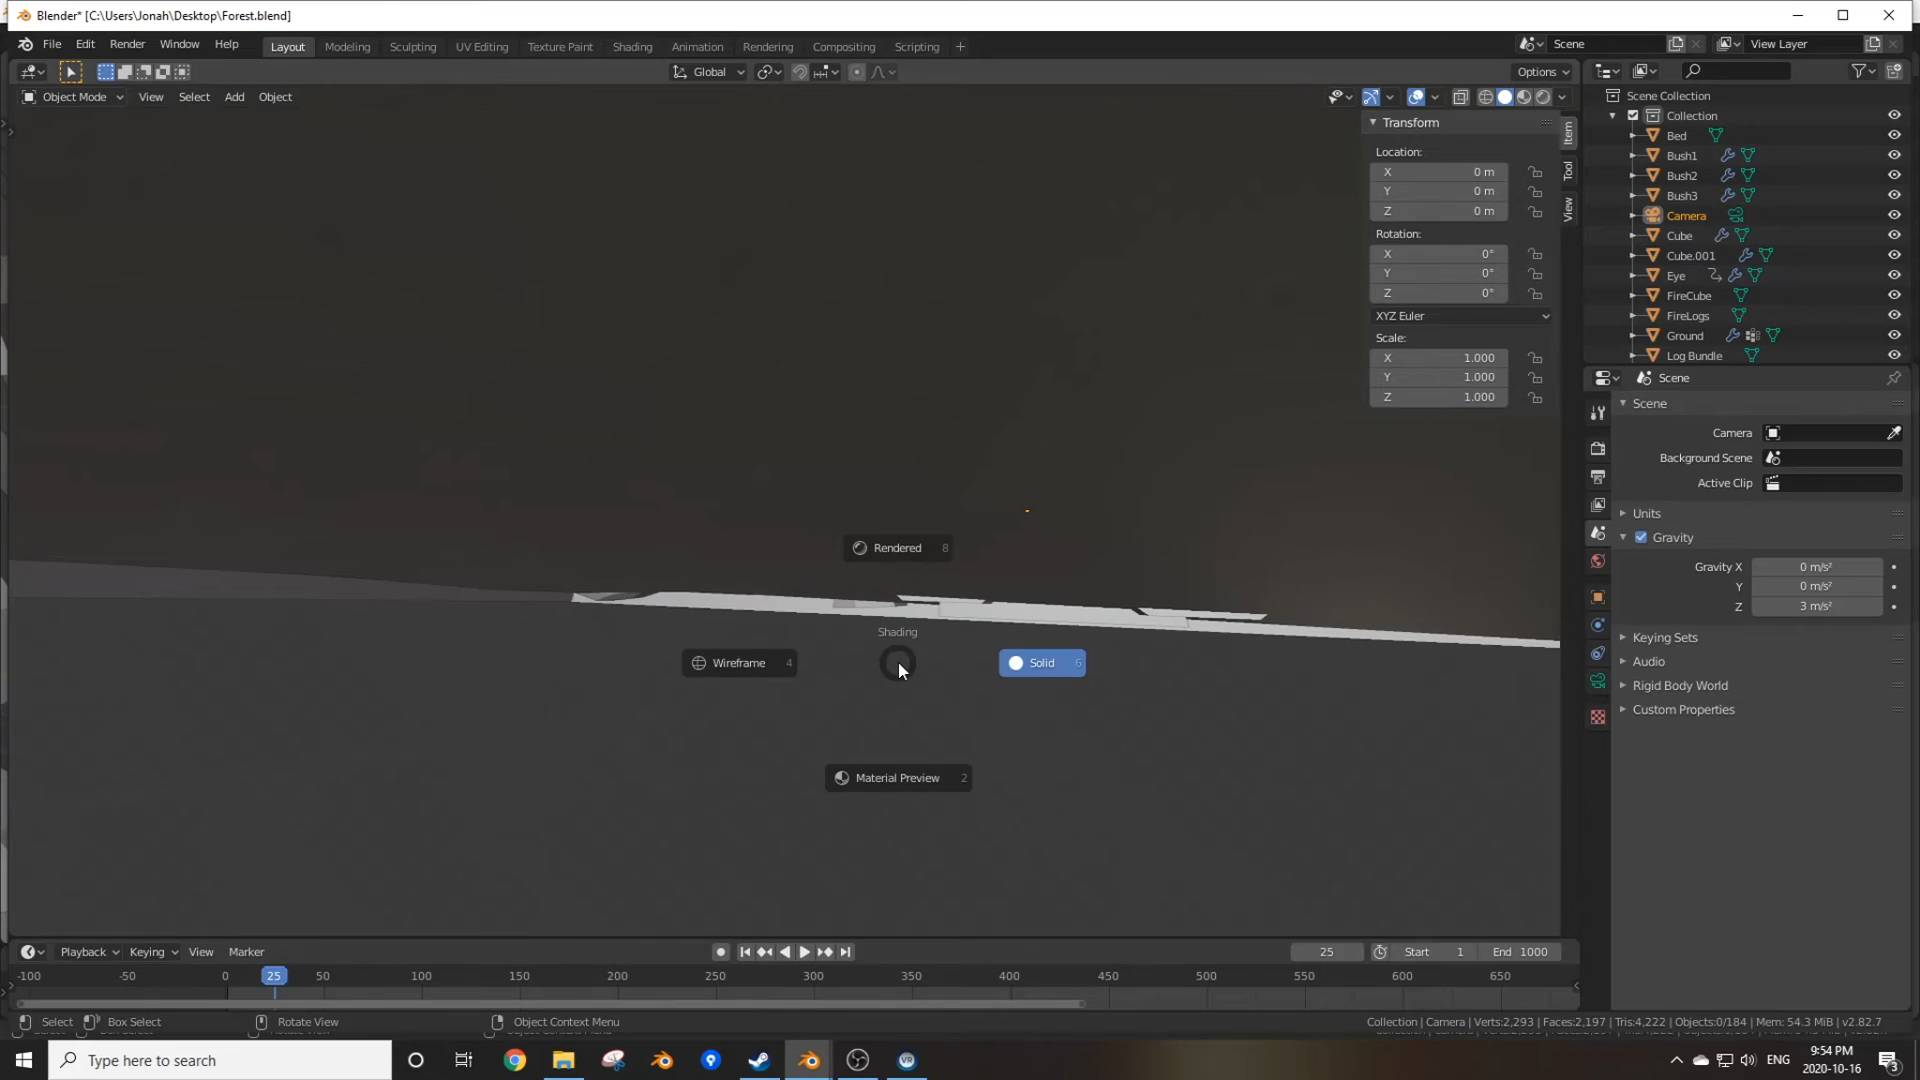 Blender* [C:\Users\Jonah\Desktop\Forest.blend]
File Edit Render Window Help
Layout Modeling Sculpting UV Editing Texture Paint Shading Animation Rendering Compositing Scripting +
Scene View Layer
Global Options
Object Mode View Select Add Object
Transform
Location:
X 0 m
Y 0 m
Z 0 m
Rotation:
X 0°
Y 0°
Z 0°
XYZ Euler
Scale:
X 1.000
Y 1.000
Z 1.000
Item
Tool
View
Scene Collection
Collection
Bed
Bush1
Bush2
Bush3
Camera
Cube
Cube.001
Eye
FireCube
FireLogs
Ground
Log Bundle
Scene
Scene
Camera
Background Scene
Active Clip
Units
Gravity
Gravity X 0 m/s²
Y 0 m/s²
Z 3 m/s²
Keying Sets
Audio
Rigid Body World
Custom Properties
Rendered 8
Shading
Wireframe 4
Solid 6
Material Preview 2
Playback Keying View Marker
25 Start 1 End 1000
-100 -50 0 25 50 100 150 200 250 300 350 400 450 500 550 600 650
Select Box Select Rotate View Object Context Menu
Collection | Camera | Verts:2,293 | Faces:2,197 | Tris:4,222 | Objects:0/184 | Mem: 54.3 MiB | v2.82.7
Type here to search
ENG
9:54 PM
2020-10-16
3